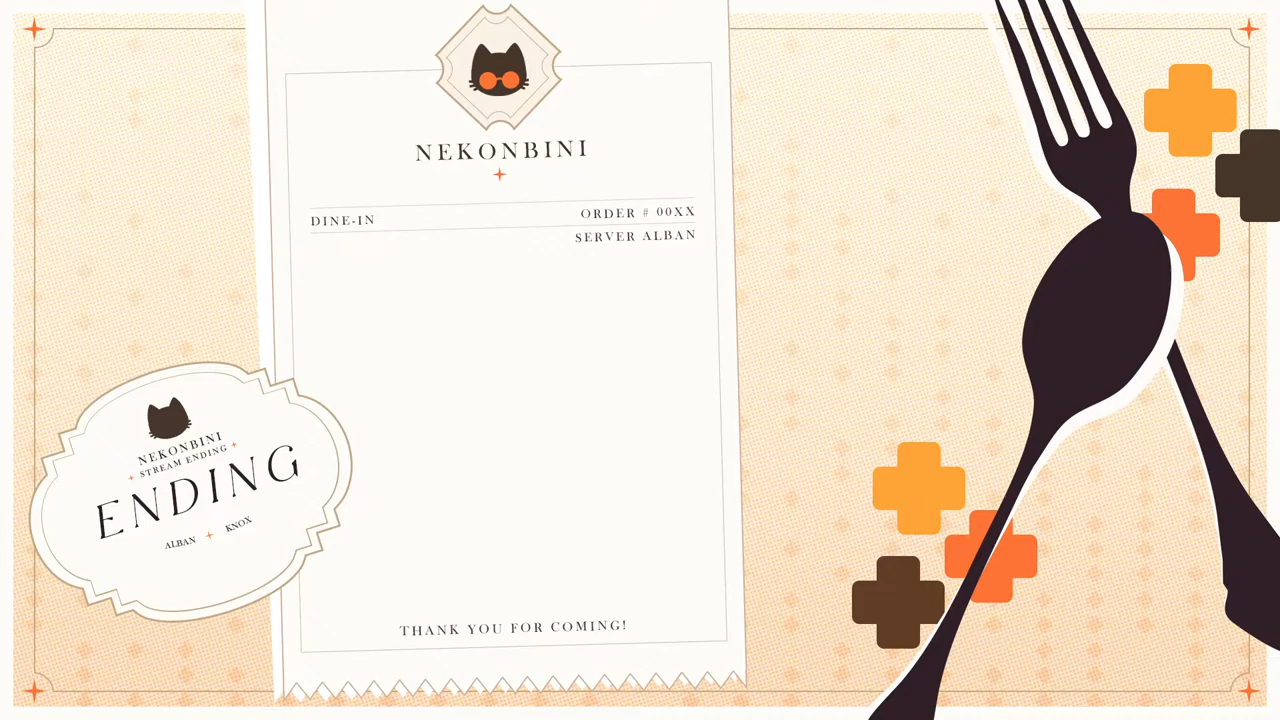 NEKONBINI
DINE-IN
ORDER # 00XX
SERVER ALBAN
THANK YOU FOR COMING!
NEKONBINI
STREAM ENDING
ENDING
ALBAN
KNOX